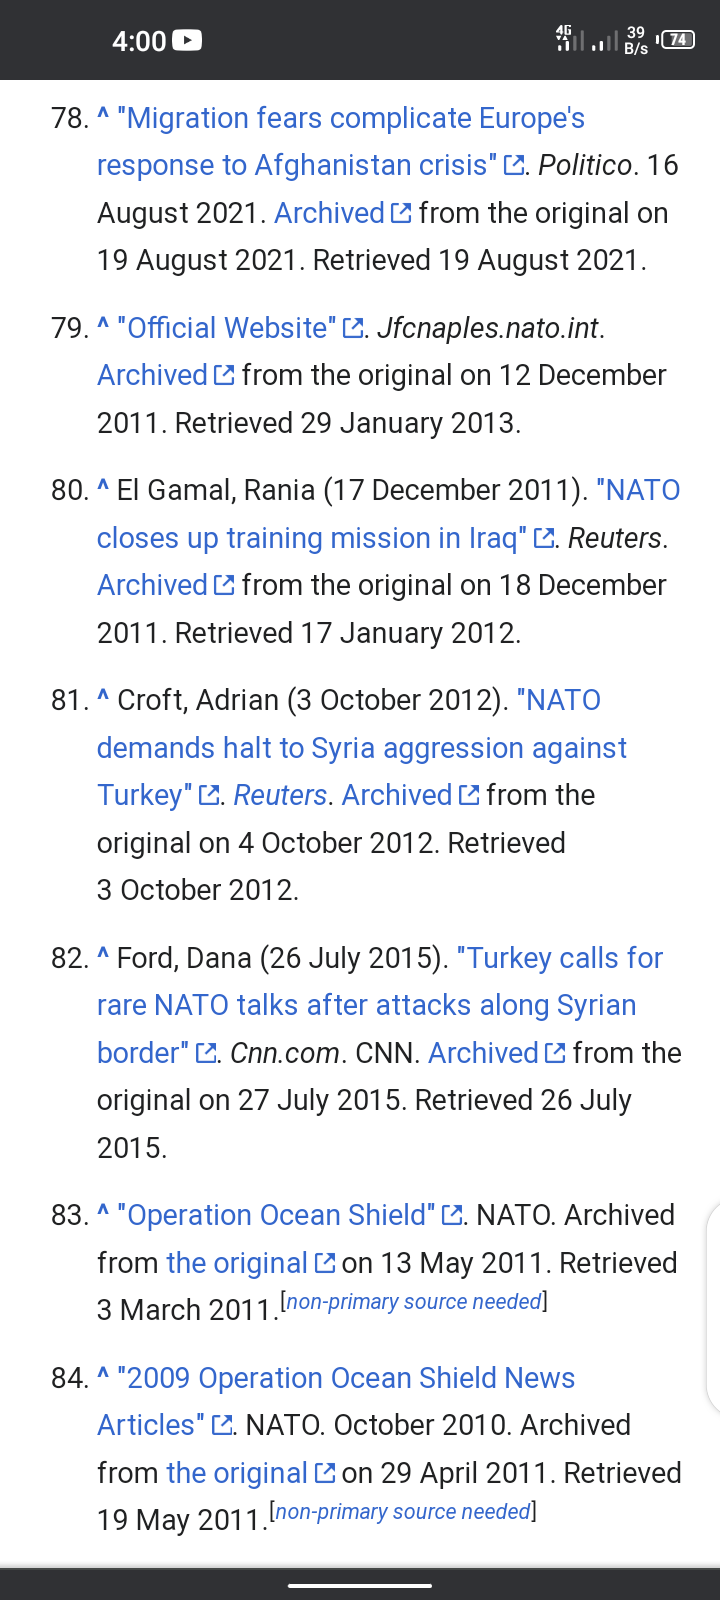 4:00
4G
39
B/s
74
78. ^ "Migration fears complicate Europe's
response to Afghanistan crisis". Politico. 16
August 2021. Archived from the original on
19 August 2021. Retrieved 19 August 2021.
79. ^ "Official Website". Jfcnaples.nato.int.
Archived from the original on 12 December
2011. Retrieved 29 January 2013.
80. ^ El Gamal, Rania (17 December 2011). "NATO
closes up training mission in Iraq". Reuters.
Archived from the original on 18 December
2011. Retrieved 17 January 2012.
81. ^ Croft, Adrian (3 October 2012). "NATO
demands halt to Syria aggression against
Turkey". Reuters. Archived from the
original on 4 October 2012. Retrieved
3 October 2012.
82. ^ Ford, Dana (26 July 2015). "Turkey calls for
rare NATO talks after attacks along Syrian
border". Cnn.com. CNN. Archived from the
original on 27 July 2015. Retrieved 26 July
2015.
83. ^ "Operation Ocean Shield". NATO. Archived
from the original on 13 May 2011. Retrieved
3 March 2011.[non-primary source needed]
84. ^ "2009 Operation Ocean Shield News
Articles". NATO. October 2010. Archived
from the original on 29 April 2011. Retrieved
19 May 2011.[non-primary source needed]